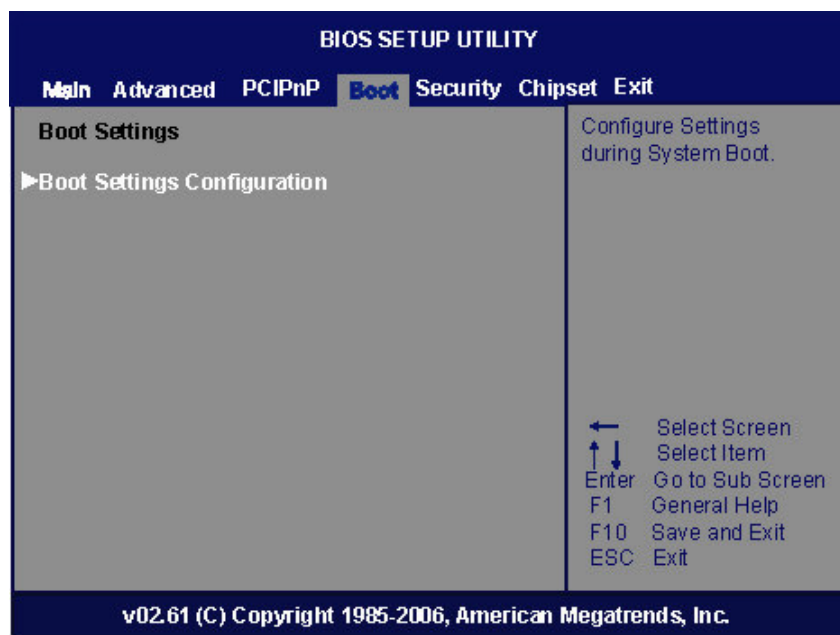 BIOS SETUP UTILITY
Main Advanced PCIPnP Boot Security Chipset Exit
Boot Settings
►Boot Settings Configuration
Configure Settings
during System Boot.
← Select Screen
↑↓ Select Item
Enter Go to Sub Screen
F1 General Help
F10 Save and Exit
ESC Exit
v02.61 (C) Copyright 1985-2006, American Megatrends, Inc.